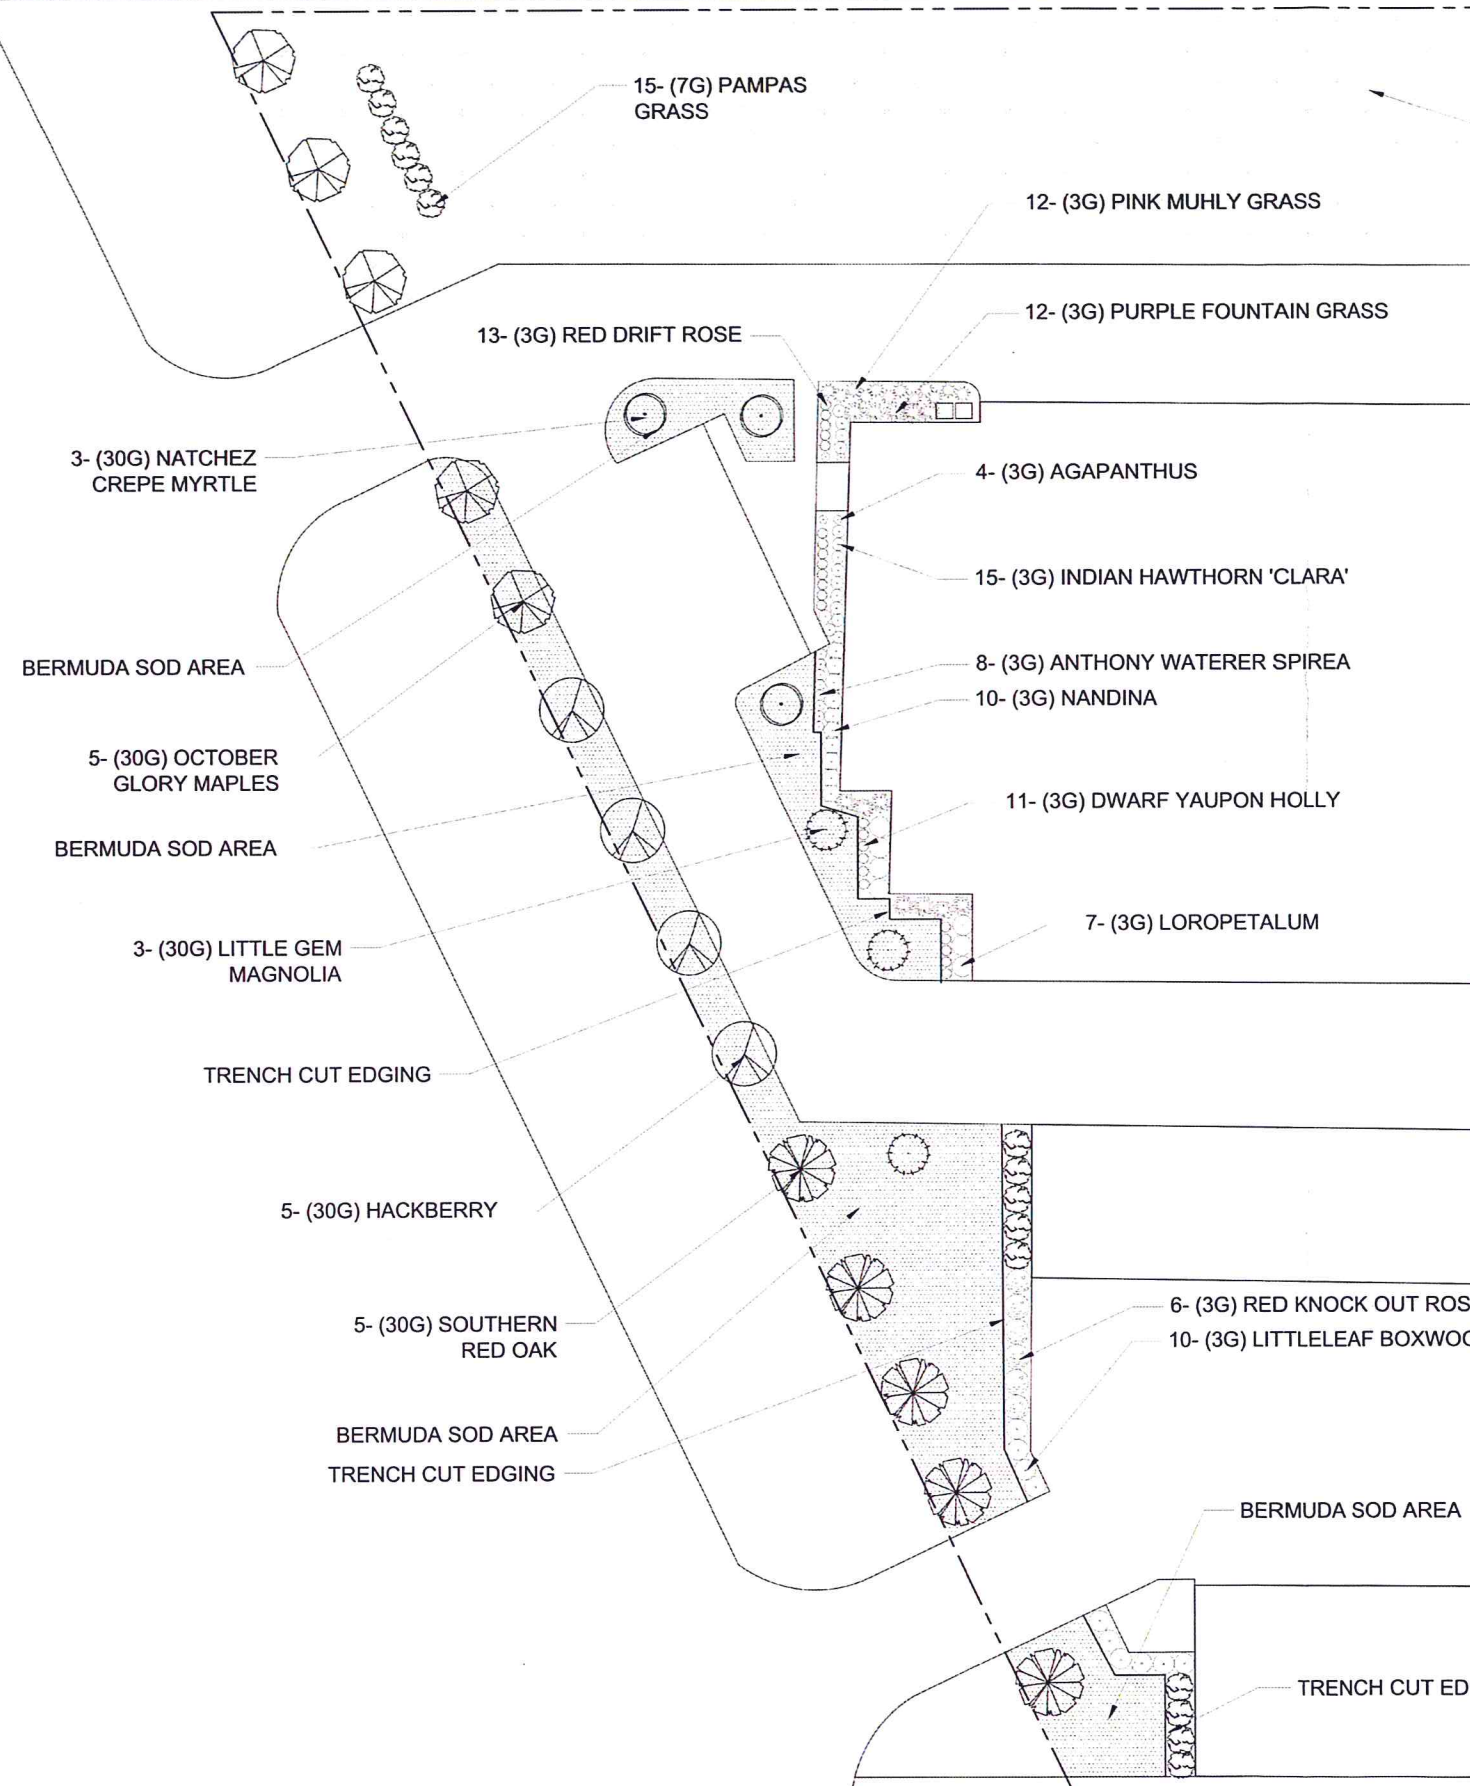 15- (7G) PAMPAS
GRASS
12- (3G) PINK MUHLY GRASS
12- (3G) PURPLE FOUNTAIN GRASS
13- (3G) RED DRIFT ROSE
3- (30G) NATCHEZ
CREPE MYRTLE
4- (3G) AGAPANTHUS
15- (3G) INDIAN HAWTHORN 'CLARA'
BERMUDA SOD AREA
8- (3G) ANTHONY WATERER SPIREA
10- (3G) NANDINA
5- (30G) OCTOBER
GLORY MAPLES
11- (3G) DWARF YAUPON HOLLY
BERMUDA SOD AREA
7- (3G) LOROPETALUM
3- (30G) LITTLE GEM
MAGNOLIA
TRENCH CUT EDGING
5- (30G) HACKBERRY
6- (3G) RED KNOCK OUT ROS
5- (30G) SOUTHERN
RED OAK
10- (3G) LITTLELEAF BOXWOO
BERMUDA SOD AREA
TRENCH CUT EDGING
BERMUDA SOD AREA
TRENCH CUT ED